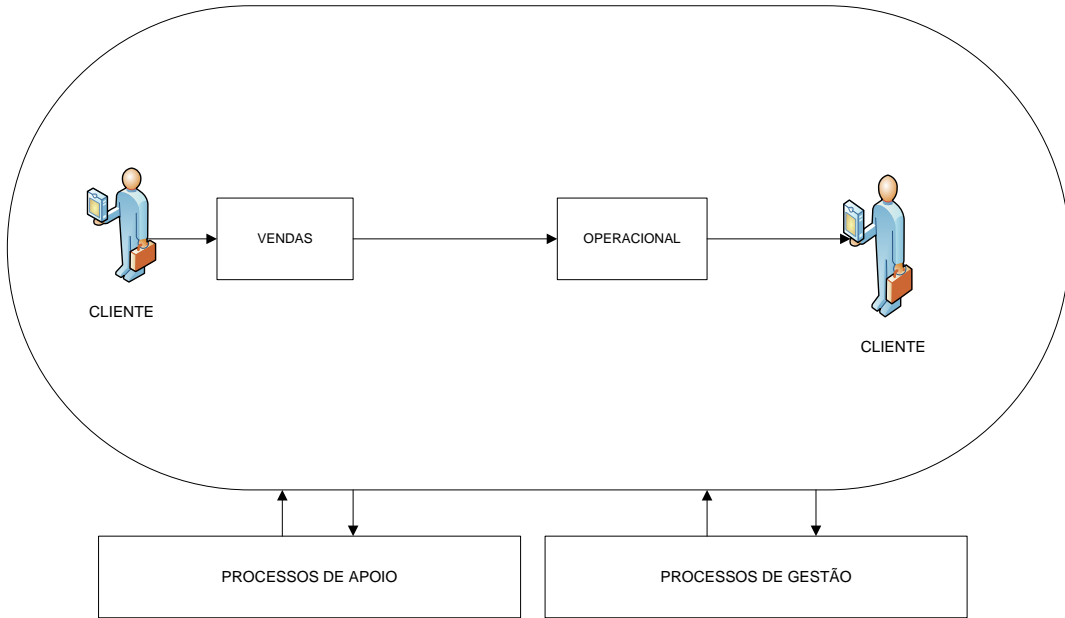 VENDAS
OPERACIONAL
CLIENTE
CLIENTE
PROCESSOS DE APOIO
PROCESSOS DE GESTÃO